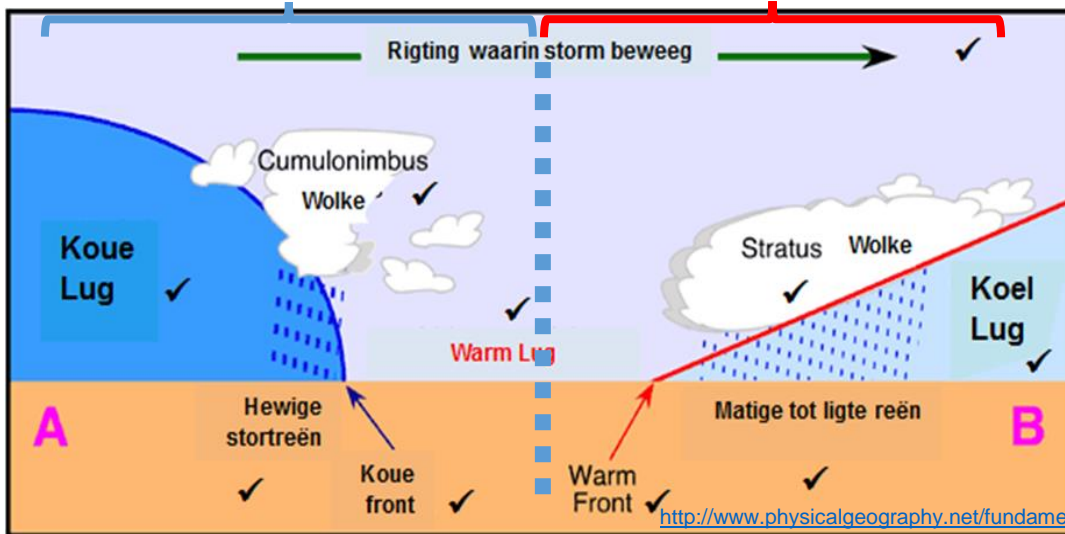 Rigting waarin storm beweeg
Cumulonimbus
Wolke
Koue
Lug
Stratus Wolke
Koel
Lug
Warm Lug
A
Hewige
stortreën
Matige tot ligte reën
B
Koue
front
Warm
Front
http://www.physicalgeography.net/fundame